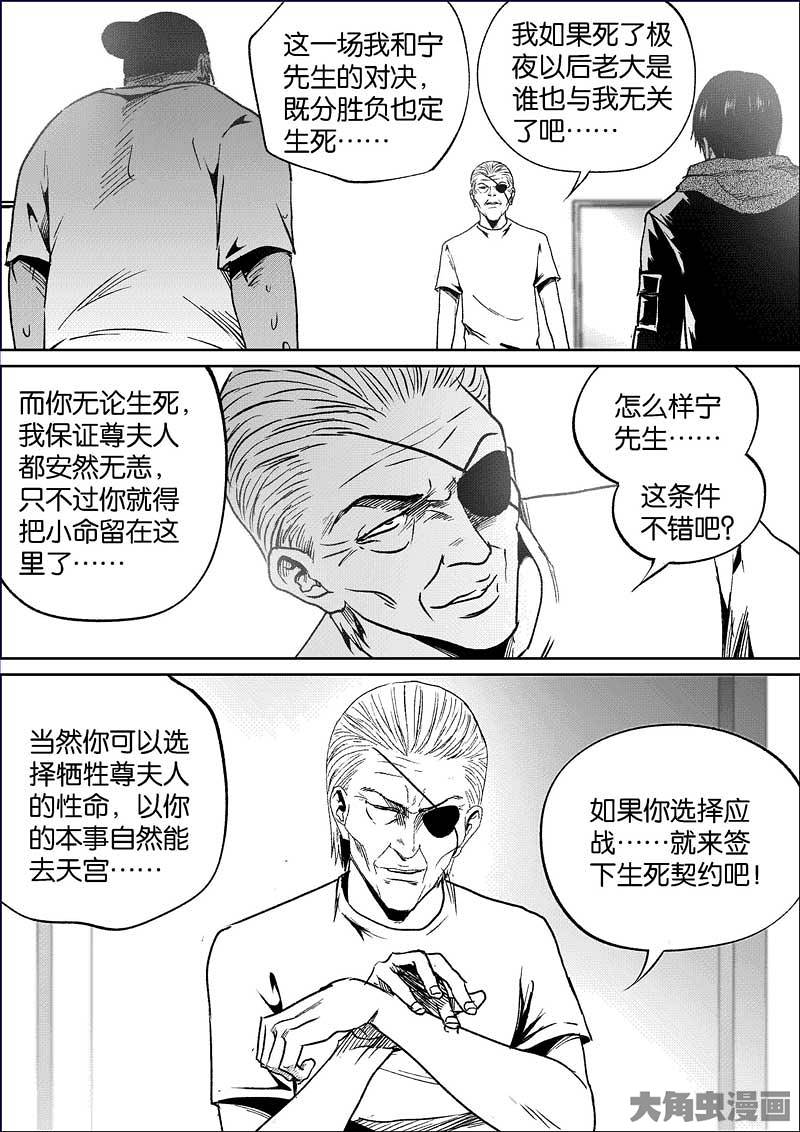 这一场我和宁
先生的对决，
既分胜负也定
生死……
我如果死了极
夜以后老大是
谁也与我无关
了吧……
而你无论生死，
我保证尊夫人
都安然无恙，
只不过你就得
把小命留在这
里了……
怎么样宁
先生……
这条件
不错吧？
当然你可以选
择牺牲尊夫人
的性命，以你
的本事自然能
去天宫……
如果你选择应
战……就来签
下生死契约吧！
大角虫漫画